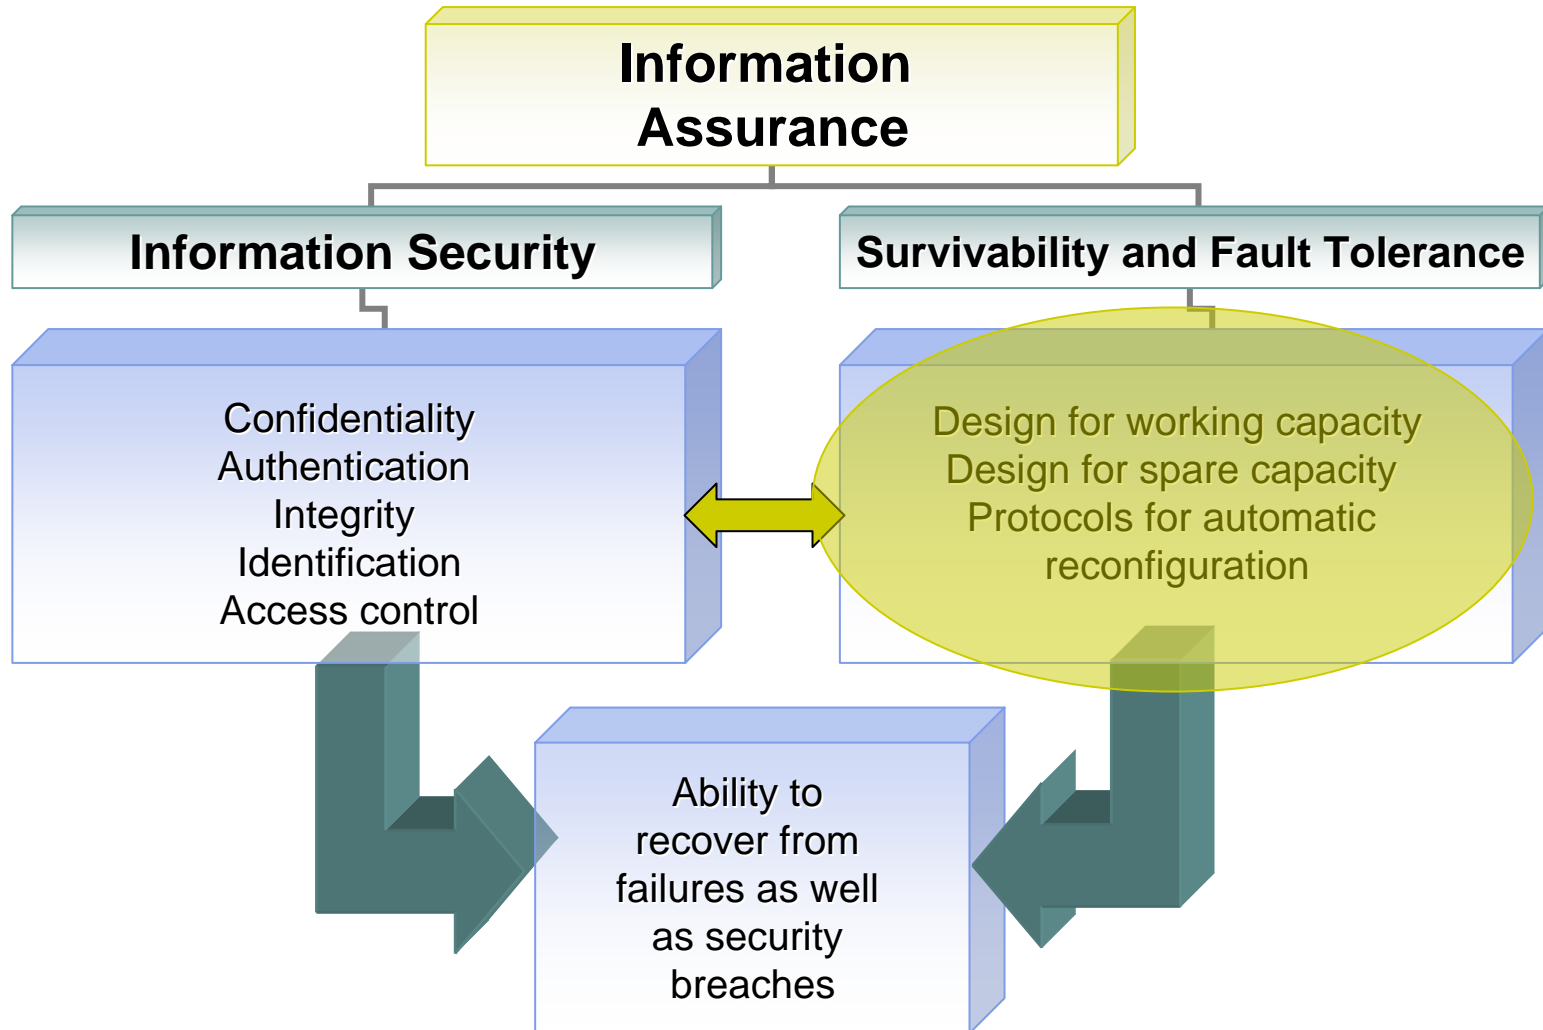 Information
Assurance
Information Security
Survivability and Fault Tolerance
Confidentiality
Authentication
Integrity
Identification
Access control
Design for working capacity
Design for spare capacity
Protocols for automatic
reconfiguration
Ability to
recover from
failures as well
as security
breaches